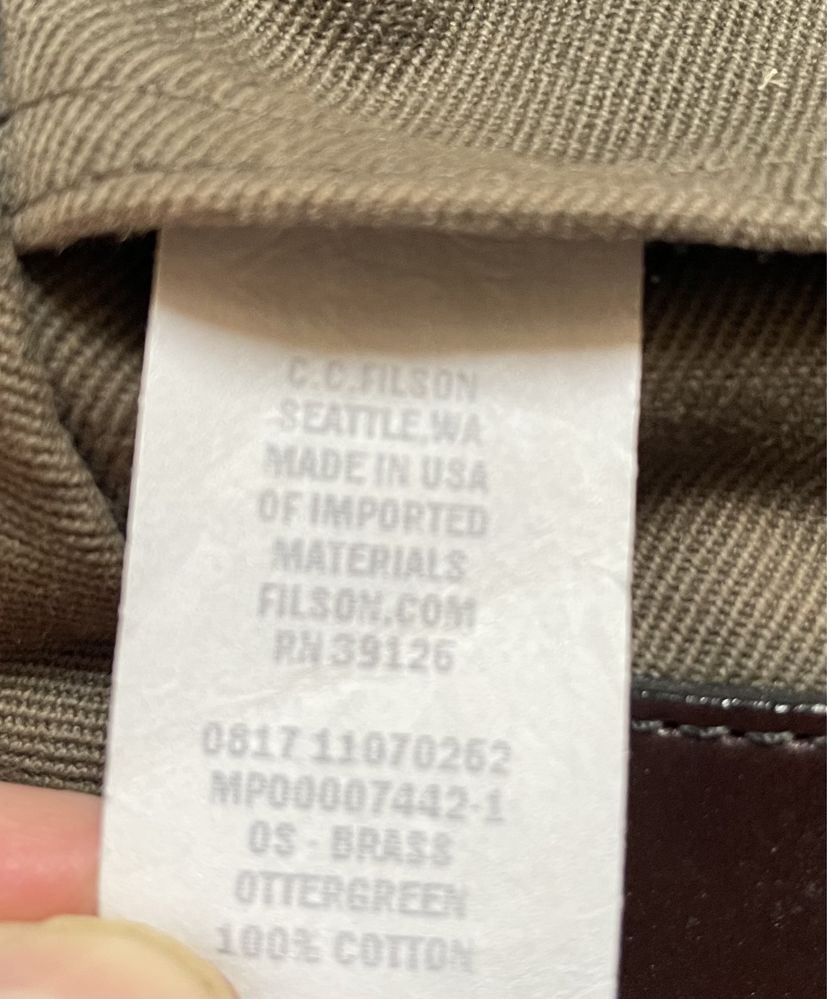 C.C.FILSON
SEATTLE,WA
MADE IN USA
OF IMPORTED
MATERIALS
FILSON.COM
RN 39126
0817 11070262
MP00007442-1
OS - BRASS
OTTERGREEN
100% COTTON